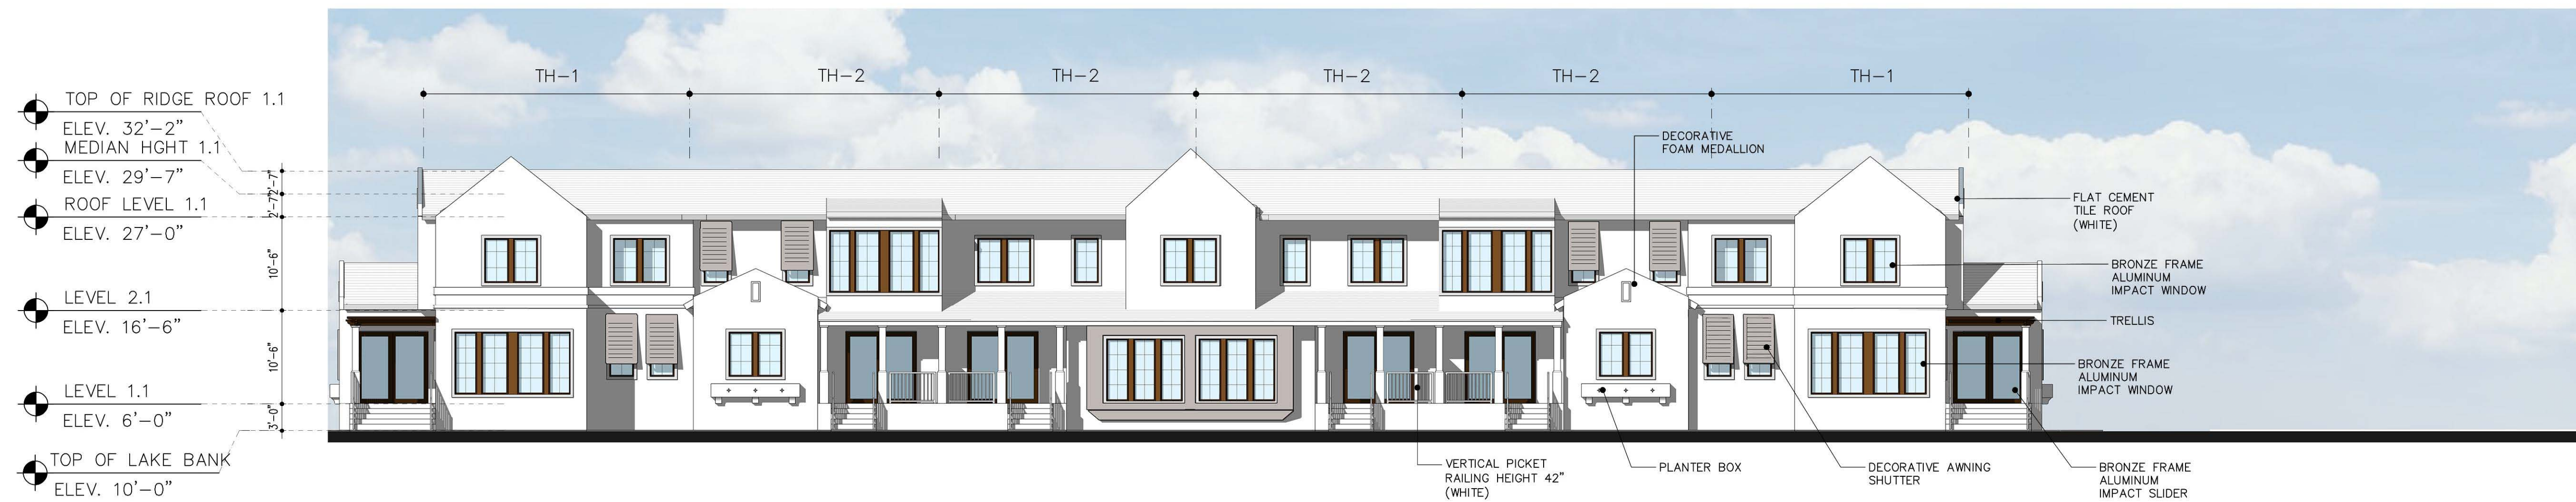 TH-1
TH-2
TH-2
TH-2
TH-2
TH-1
TOP OF RIDGE ROOF 1.1
ELEV. 32'-2"
MEDIAN HGHT 1.1
ELEV. 29'-7"
ROOF LEVEL 1.1
ELEV. 27'-0"
LEVEL 2.1
ELEV. 16'-6"
LEVEL 1.1
ELEV. 6'-0"
TOP OF LAKE BANK
ELEV. 10'-0"
2'-7"
2'-7"
10'-6"
10'-6"
3'-0"
DECORATIVE
FOAM MEDALLION
FLAT CEMENT
TILE ROOF
(WHITE)
BRONZE FRAME
ALUMINUM
IMPACT WINDOW
TRELLIS
BRONZE FRAME
ALUMINUM
IMPACT WINDOW
VERTICAL PICKET
RAILING HEIGHT 42"
(WHITE)
PLANTER BOX
DECORATIVE AWNING
SHUTTER
BRONZE FRAME
ALUMINUM
IMPACT SLIDER